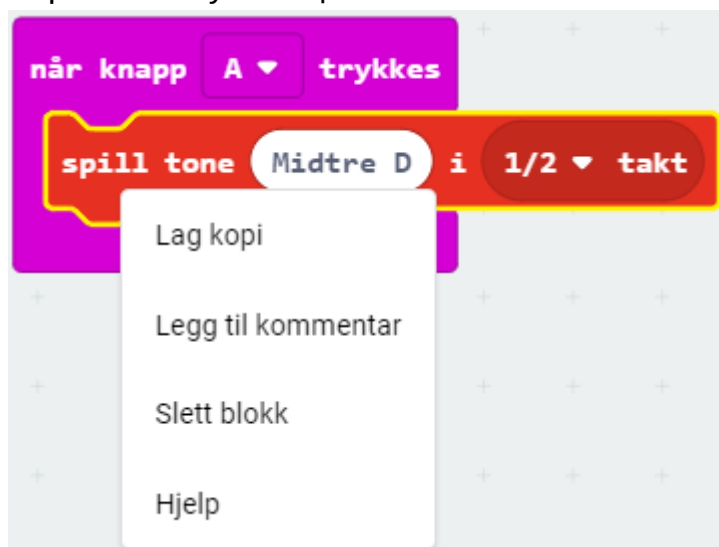 når knapp A trykkes
spill tone Midtre D i 1/2 takt
Lag kopi
Legg til kommentar
Slett blokk
Hjelp